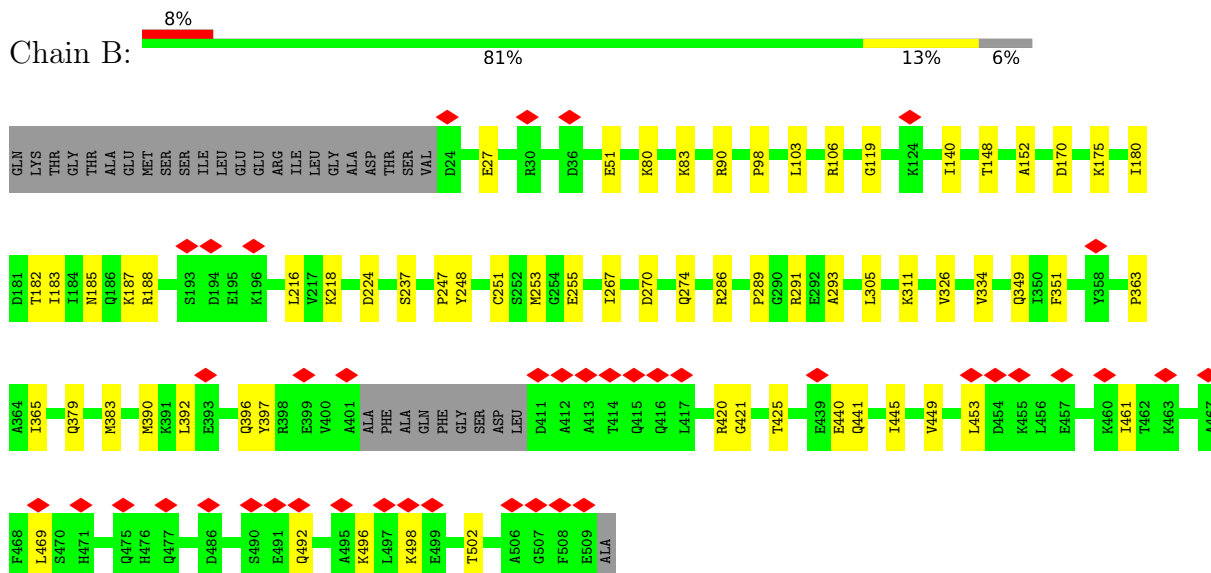 8%
Chain B:
81% 13% 6%
GLN LYS THR GLY THR THR ALA GLU MET SER SER ILE LEU GLU GLU ARG ILE LEU GLY ALA ASP THR SER VAL D24 E27 R30 D36 E51 K80 K83 R90 P98 L103 R106 G119 K124 I140 T148 A152 D170 K175 I180
D181 T182 I183 I184 N185 Q186 K187 R188 S193 D194 E195 K196 L216 V217 K218 D224 S237 P247 Y248 C251 S252 M253 G254 E255 I267 D270 Q274 R286 P289 G290 R291 E292 A293 L305 K311 V326 V334 Q349 I350 F351 Y358 P363
A364 I365 Q379 M383 M390 K391 L392 E393 Q396 Y397 R398 E399 V400 A401 ALA PHE ALA GLN PHE GLY SER ASP LEU D411 A412 A413 T414 Q415 Q416 L417 R420 G421 T425 E439 E440 Q441 I445 V449 L453 D454 K455 L456 E457 K460 I461 T462 K463 A467
F468 L469 S470 H471 Q475 H476 Q477 D486 S490 E491 Q492 A495 K496 L497 K498 E499 T502 A506 G507 F508 E509 ALA